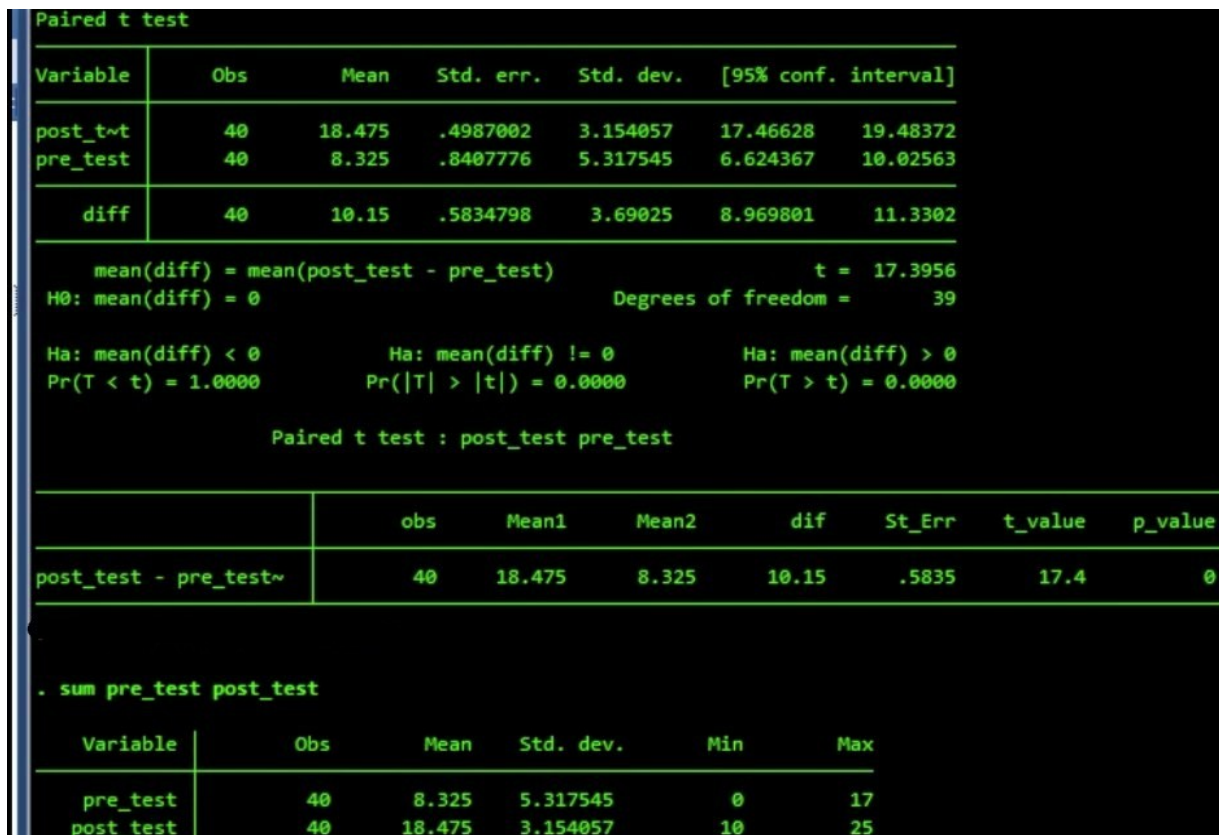 Paired t test
Variable Obs Mean Std. err. Std. dev. [95% conf. interval]
post_t~t 40 18.475 .4987002 3.154057 17.46628 19.48372
pre_test 40 8.325 .8407776 5.317545 6.624367 10.02563
diff 40 10.15 .5834798 3.69025 8.969801 11.3302
mean(diff) = mean(post_test - pre_test) t = 17.3956
H0: mean(diff) = 0 Degrees of freedom = 39
Ha: mean(diff) < 0 Ha: mean(diff) != 0 Ha: mean(diff) > 0
Pr(T < t) = 1.0000 Pr(|T| > |t|) = 0.0000 Pr(T > t) = 0.0000
Paired t test : post_test pre_test
obs Mean1 Mean2 dif St_Err t_value p_value
post_test - pre_test~ 40 18.475 8.325 10.15 .5835 17.4 0
. sum pre_test post_test
Variable Obs Mean Std. dev. Min Max
pre_test 40 8.325 5.317545 0 17
post_test 40 18.475 3.154057 10 25